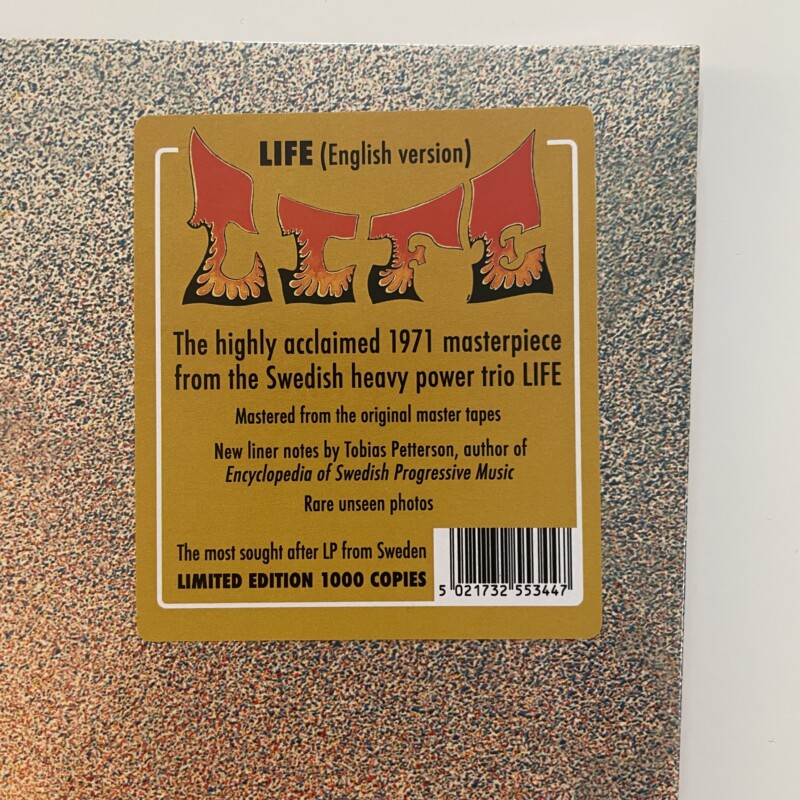 LIFE (English version)
LIFE
The highly acclaimed 1971 masterpiece
from the Swedish heavy power trio LIFE
Mastered from the original master tapes
New liner notes by Tobias Petterson, author of
Encyclopedia of Swedish Progressive Music
Rare unseen photos
The most sought after LP from Sweden
LIMITED EDITION 1000 COPIES
5 021732 553447